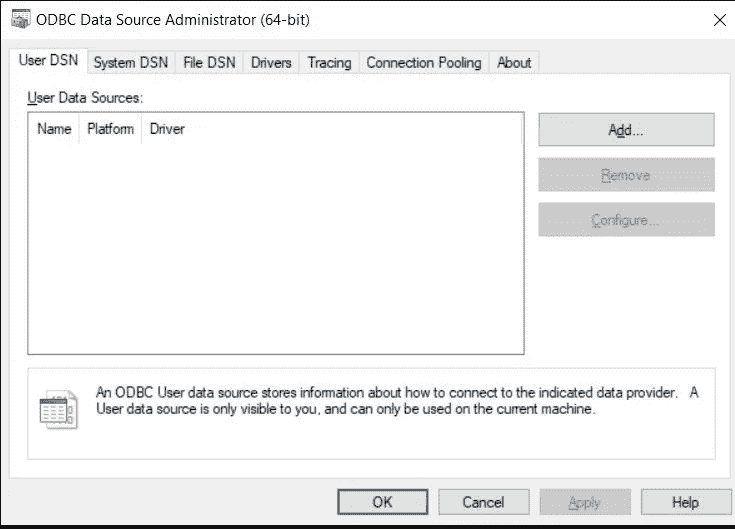 ODBC Data Source Administrator (64-bit)
User DSN System DSN File DSN Drivers Tracing Connection Pooling About
User Data Sources:
Name Platform Driver
Add...
Remove
Configure...
An ODBC User data source stores information about how to connect to the indicated data provider. A
User data source is only visible to you, and can only be used on the current machine.
OK Cancel Apply Help